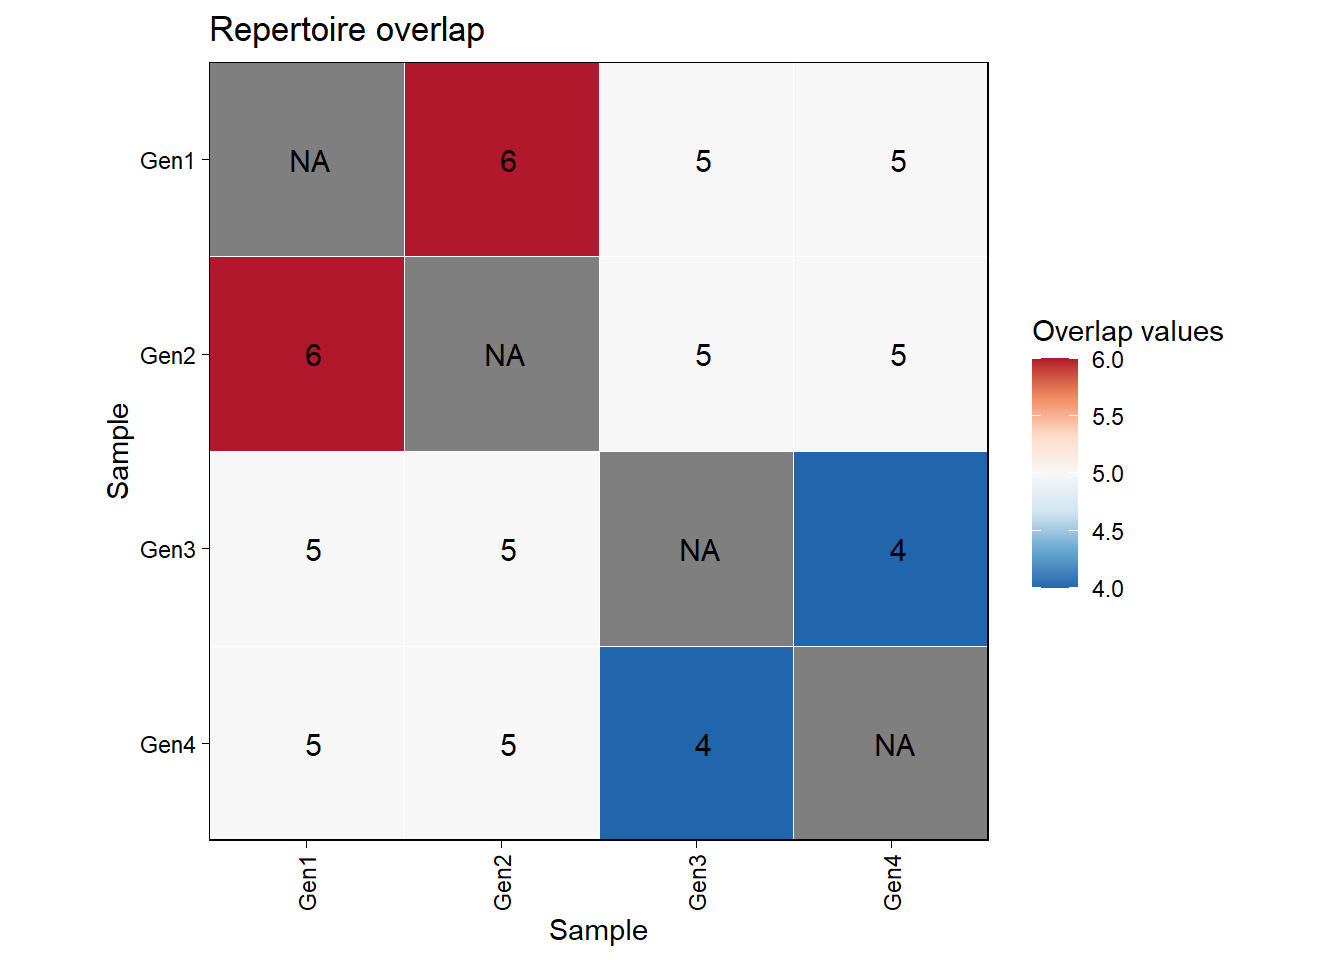 Repertoire overlap
Gen1 NA 6 5 5
Gen2 6 NA 5 5
Gen3 5 5 NA 4
Gen4 5 5 4 NA
Sample
Gen1 Gen2 Gen3 Gen4
Sample
Overlap values
6.0
5.5
5.0
4.5
4.0